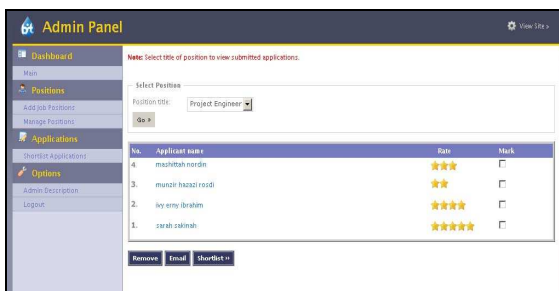 Admin Panel
View Site »
Dashboard
Main
Positions
Add Job Positions
Manage Positions
Applications
Shortlist Applications
Options
Admin Description
Logout
Note: Select title of position to view submitted applications.
Select Position
Position title: Project Engineer
Go »
No. Applicant name Rate Mark
4. mashittah nordin
3. munzir hazazi rosdi
2. ivy erny ibrahim
1. sarah sakinah
Remove Email Shortlist »